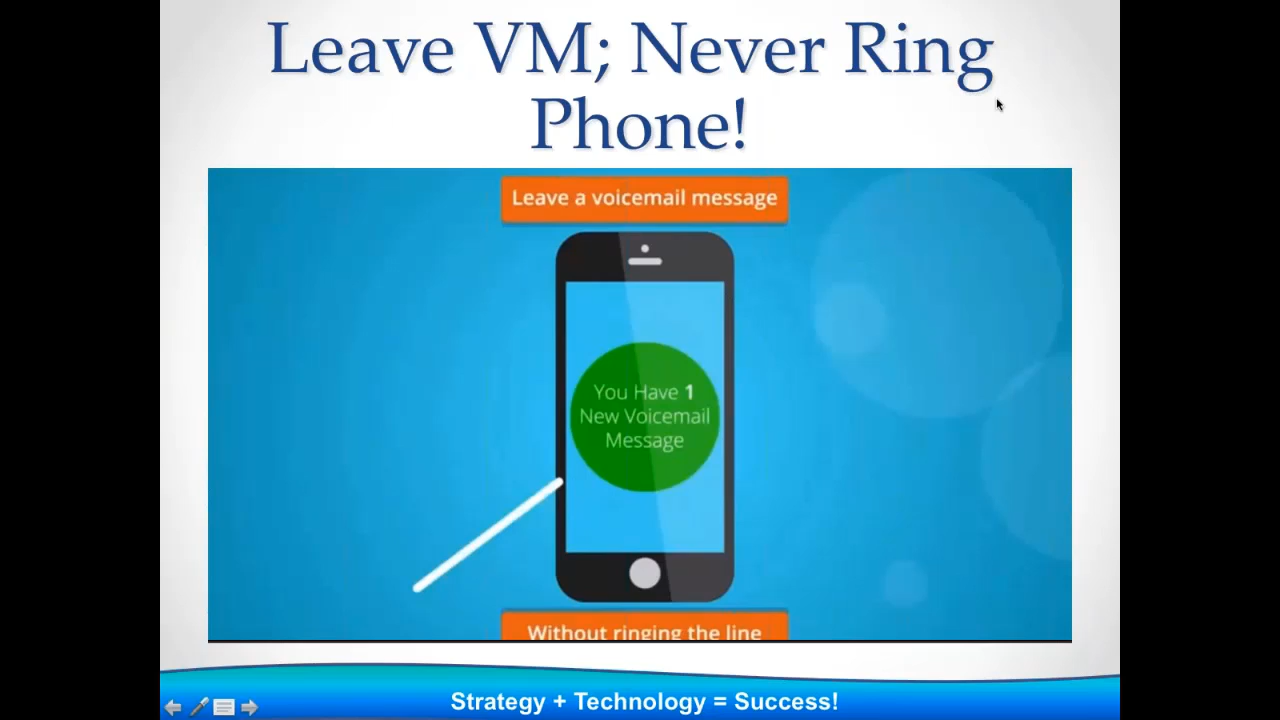 Leave VM; Never Ring
Phone!
Leave a voicemail message
You Have 1
New Voicemail
Message
Without ringing the line
Strategy + Technology = Success!